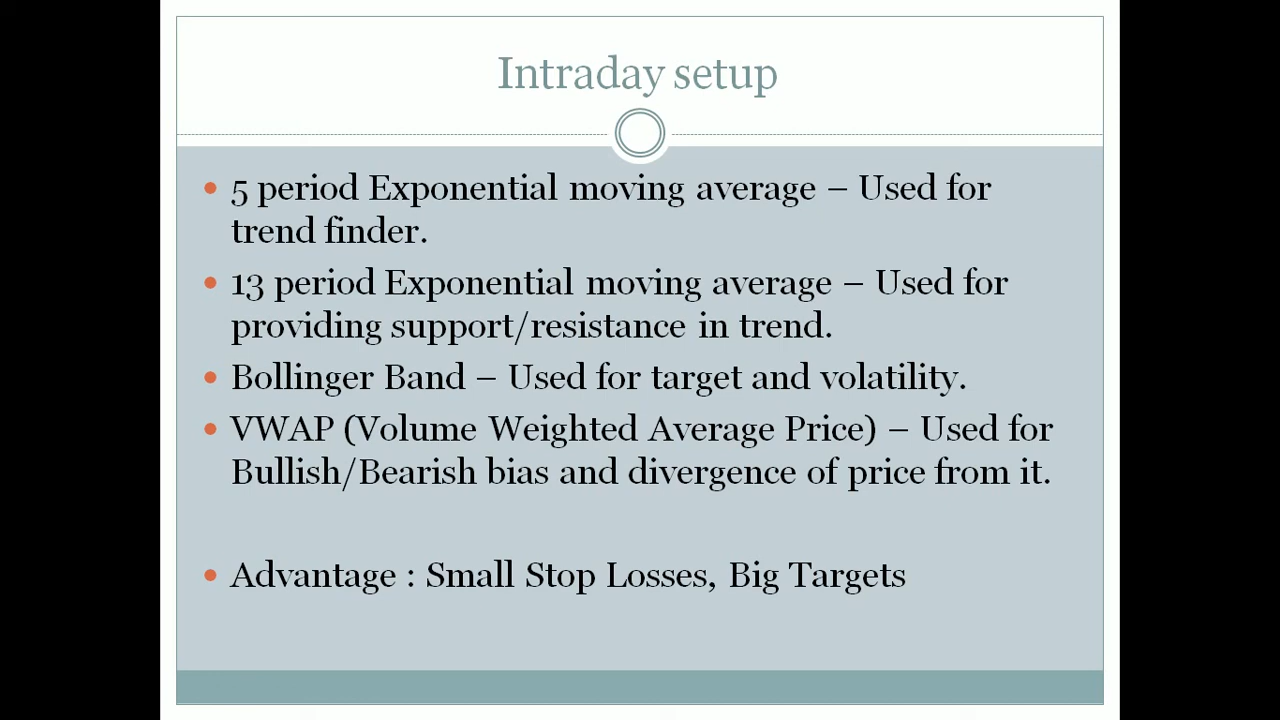 Intraday setup
• 5 period Exponential moving average – Used for
trend finder.
• 13 period Exponential moving average – Used for
providing support/resistance in trend.
• Bollinger Band – Used for target and volatility.
• VWAP (Volume Weighted Average Price) – Used for
Bullish/Bearish bias and divergence of price from it.
• Advantage : Small Stop Losses, Big Targets